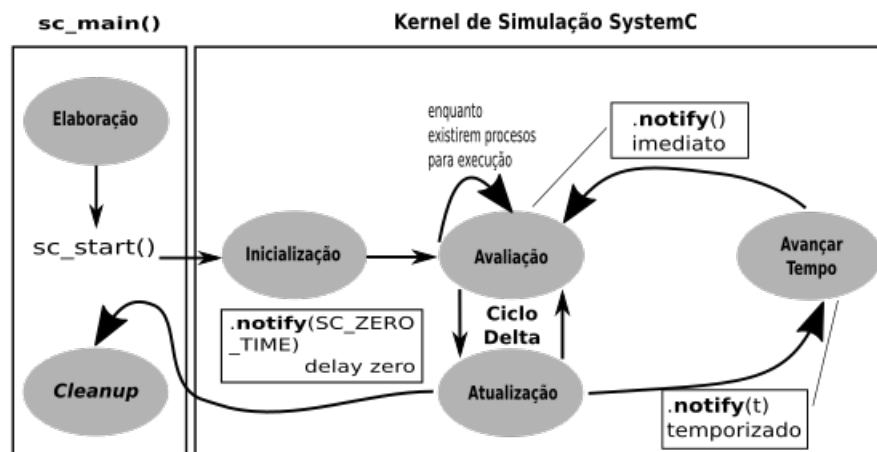 sc_main()
Kernel de Simulação SystemC
Elaboração
enquanto
existirem procesos
para execução
.notify()
imediato
sc_start()
Inicialização
Avaliação
Avançar
Tempo
.notify(SC_ZERO
_TIME)
delay zero
Ciclo
Delta
Cleanup
Atualização
.notify(t)
temporizado